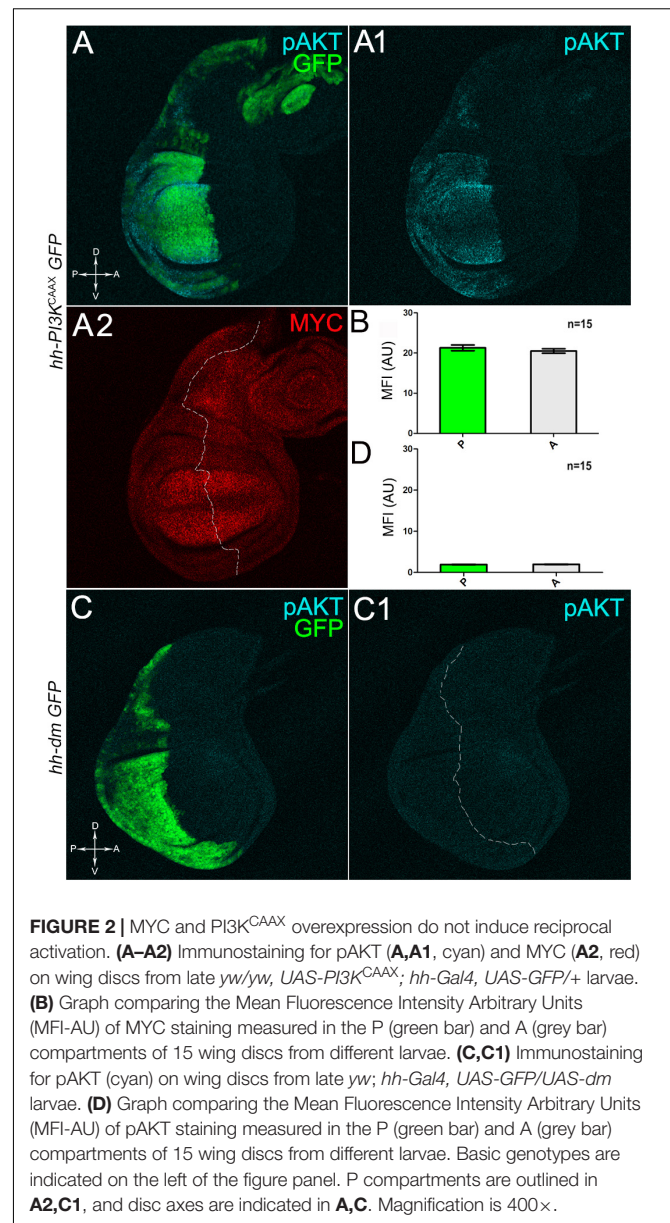 A
pAKT
GFP
A1
pAKT
hh-PI3K^CAAX GFP
D
P
A
V
A2
MYC
B
n=15
MFI (AU)
30
20
10
0
P
A
D
n=15
MFI (AU)
30
20
10
0
P
A
C
pAKT
GFP
C1
pAKT
hh-dm GFP
D
P
A
V
FIGURE 2 | MYC and PI3K^CAAX overexpression do not induce reciprocal
activation. (A–A2) Immunostaining for pAKT (A,A1, cyan) and MYC (A2, red)
on wing discs from late yw/yw, UAS-PI3K^CAAX; hh-Gal4, UAS-GFP/+ larvae.
(B) Graph comparing the Mean Fluorescence Intensity Arbitrary Units
(MFI-AU) of MYC staining measured in the P (green bar) and A (grey bar)
compartments of 15 wing discs from different larvae. (C,C1) Immunostaining
for pAKT (cyan) on wing discs from late yw; hh-Gal4, UAS-GFP/UAS-dm
larvae. (D) Graph comparing the Mean Fluorescence Intensity Arbitrary Units
(MFI-AU) of pAKT staining measured in the P (green bar) and A (grey bar)
compartments of 15 wing discs from different larvae. Basic genotypes are
indicated on the left of the figure panel. P compartments are outlined in
A2,C1, and disc axes are indicated in A,C. Magnification is 400×.